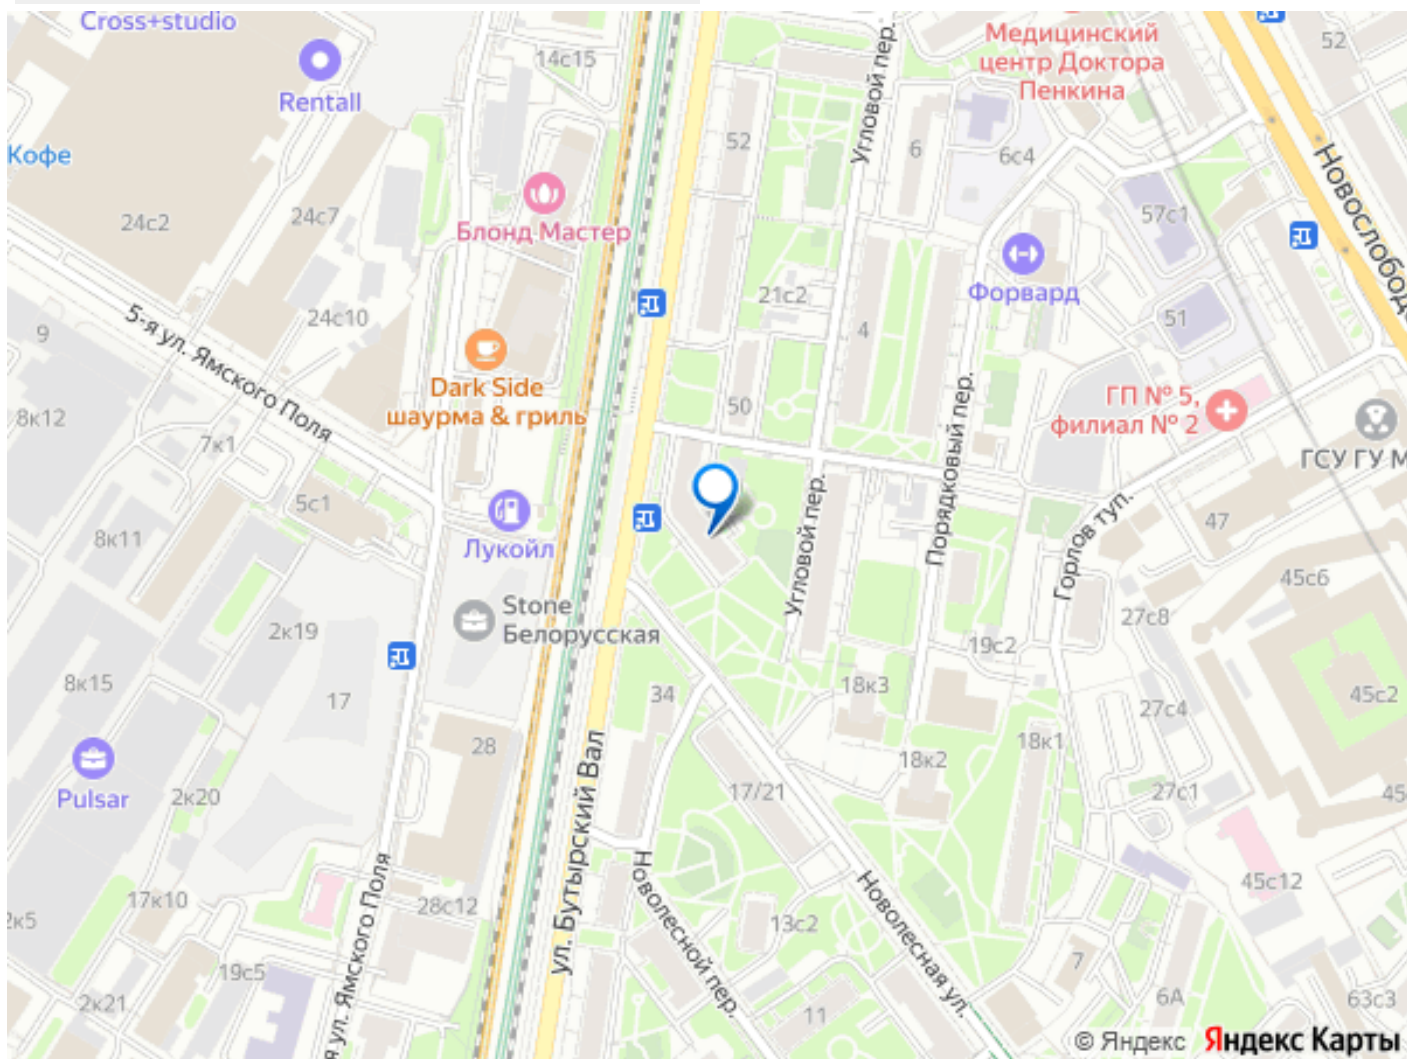 Cross+studio
Rentall
Кофе
14с15
24с2
24с7
Блонд Мастер
24с10
9
5-я ул. Ямского Поля
8к12
7к1
Dark Side
шаурма & гриль
5с1
8к11
Лукойл
Stone
Белорусская
2к19
8к15
17
28
Pulsar
2к20
17к10
28с12
19с5
2к21
я ул. Ямского Поля
ул. Бутырский Вал
52
Угловой пер.
6
6с4
Медицинский
центр Доктора
Пенкина
52
Новослобод
57с1
Форвард
21с2
4
51
50
ГП № 5,
филиал № 2
ГСУ ГУ М
Порядковый пер.
Угловой пер.
Горлов туп.
47
45с6
27с8
19с2
18к3
34
45с2
27с4
18к1
18к2
17/21
27с1
45
45с12
Новолесной пер.
Новолесная ул.
13с2
11
7
6А
63с3
© Яндекс Яндекс Карты